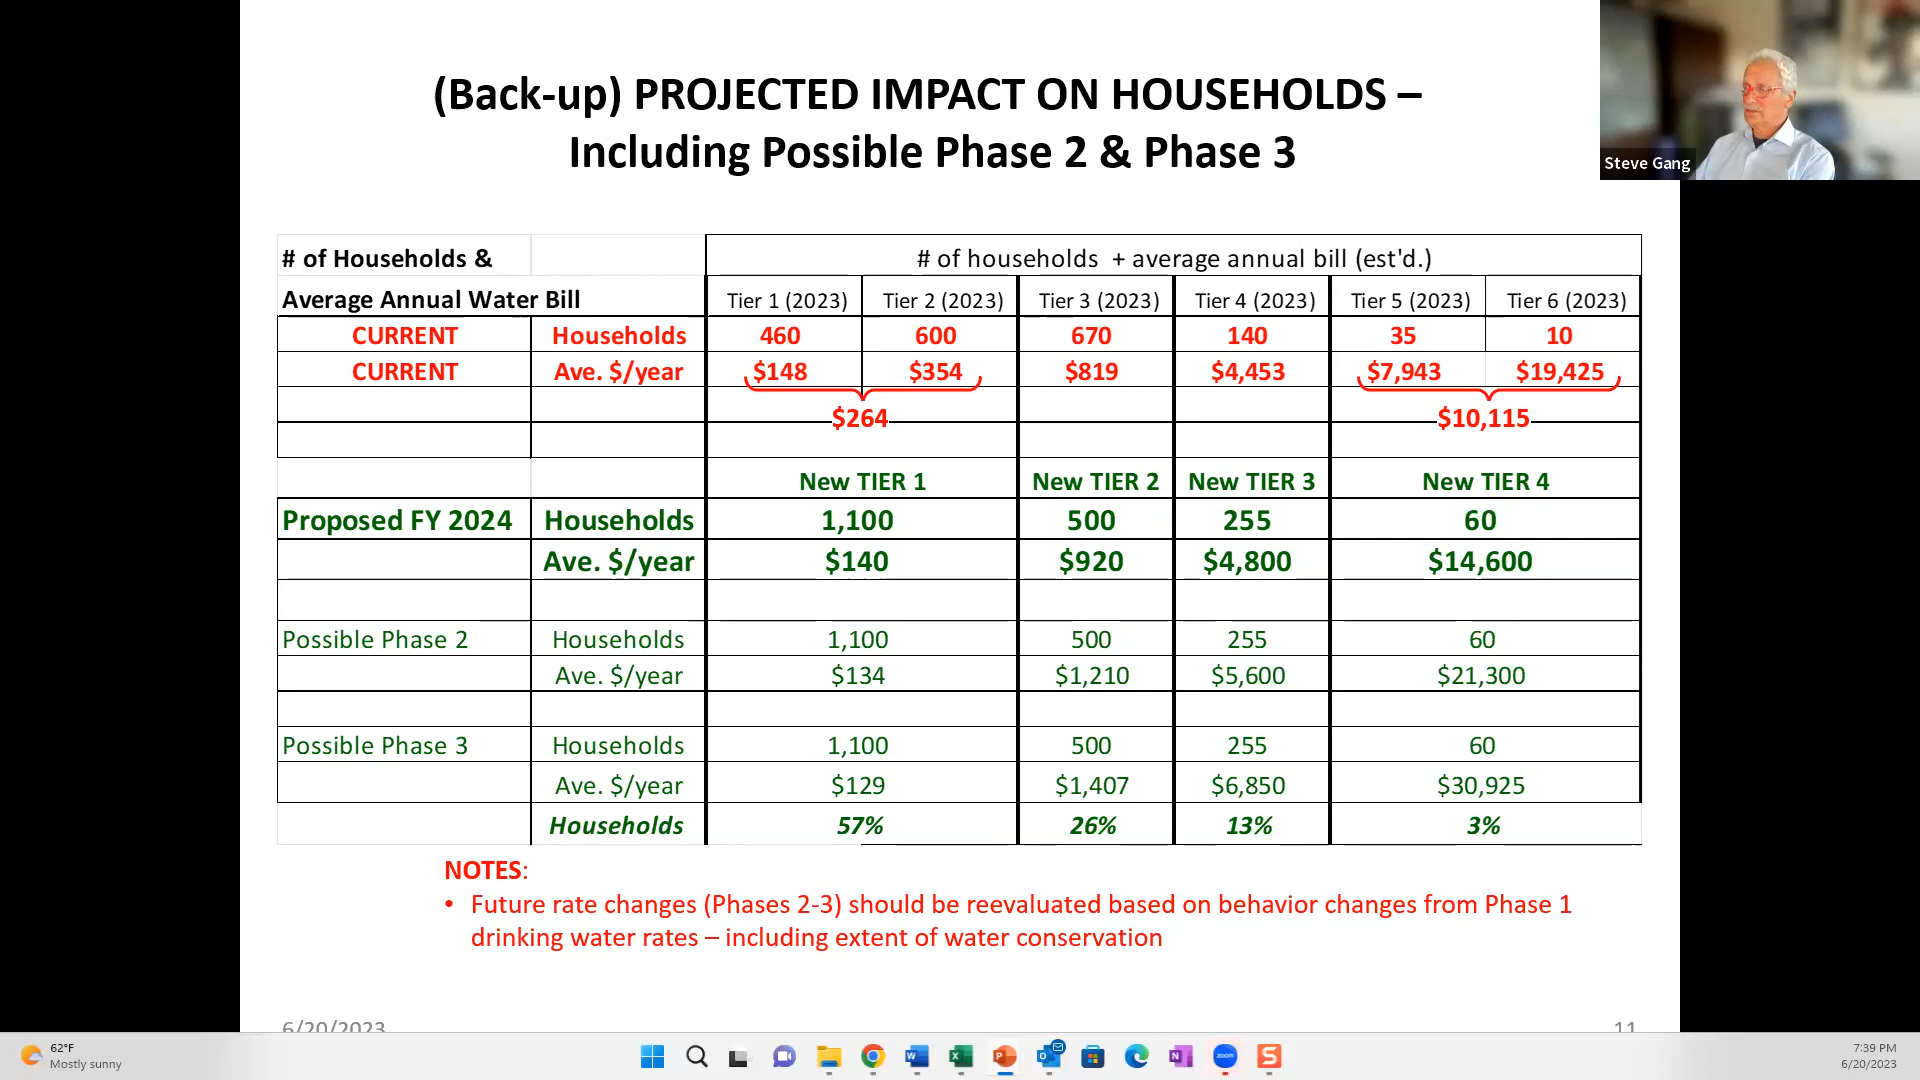 (Back-up) PROJECTED IMPACT ON HOUSEHOLDS –
Including Possible Phase 2 & Phase 3
Steve Gang
# of Households & # of households + average annual bill (est'd.)
Average Annual Water Bill Tier 1 (2023) Tier 2 (2023) Tier 3 (2023) Tier 4 (2023) Tier 5 (2023) Tier 6 (2023)
CURRENT Households 460 600 670 140 35 10
CURRENT Ave. $/year $148 $354 $819 $4,453 $7,943 $19,425
$264 $10,115
New TIER 1 New TIER 2 New TIER 3 New TIER 4
Proposed FY 2024 Households 1,100 500 255 60
Ave. $/year $140 $920 $4,800 $14,600
Possible Phase 2 Households 1,100 500 255 60
Ave. $/year $134 $1,210 $5,600 $21,300
Possible Phase 3 Households 1,100 500 255 60
Ave. $/year $129 $1,407 $6,850 $30,925
Households 57% 26% 13% 3%
NOTES:
• Future rate changes (Phases 2-3) should be reevaluated based on behavior changes from Phase 1
drinking water rates – including extent of water conservation
6/20/2023 11
62°F
Mostly sunny
zoom
7:39 PM
6/20/2023